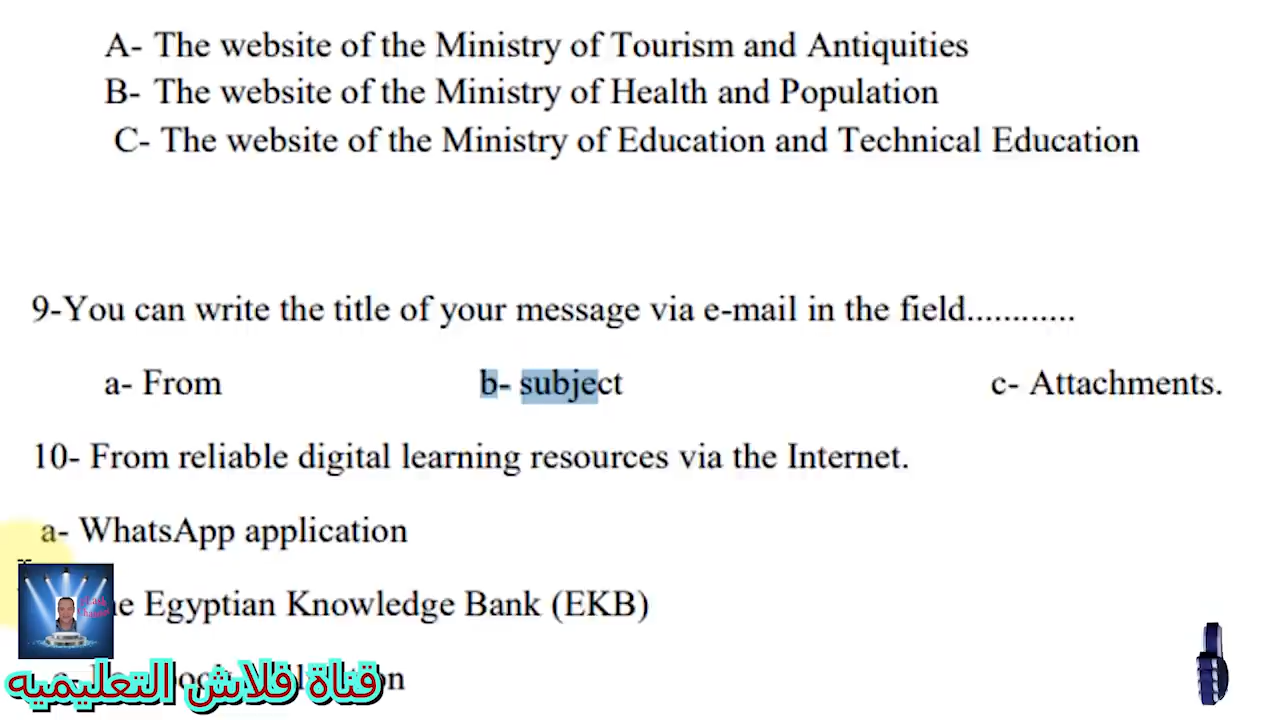 A- The website of the Ministry of Tourism and Antiquities
B- The website of the Ministry of Health and Population
C- The website of the Ministry of Education and Technical Education
9-You can write the title of your message via e-mail in the field............
a- From b- subject c- Attachments.
10- From reliable digital learning resources via the Internet.
a- WhatsApp application
Egyptian Knowledge Bank (EKB)
قناة فلاش التعليميه